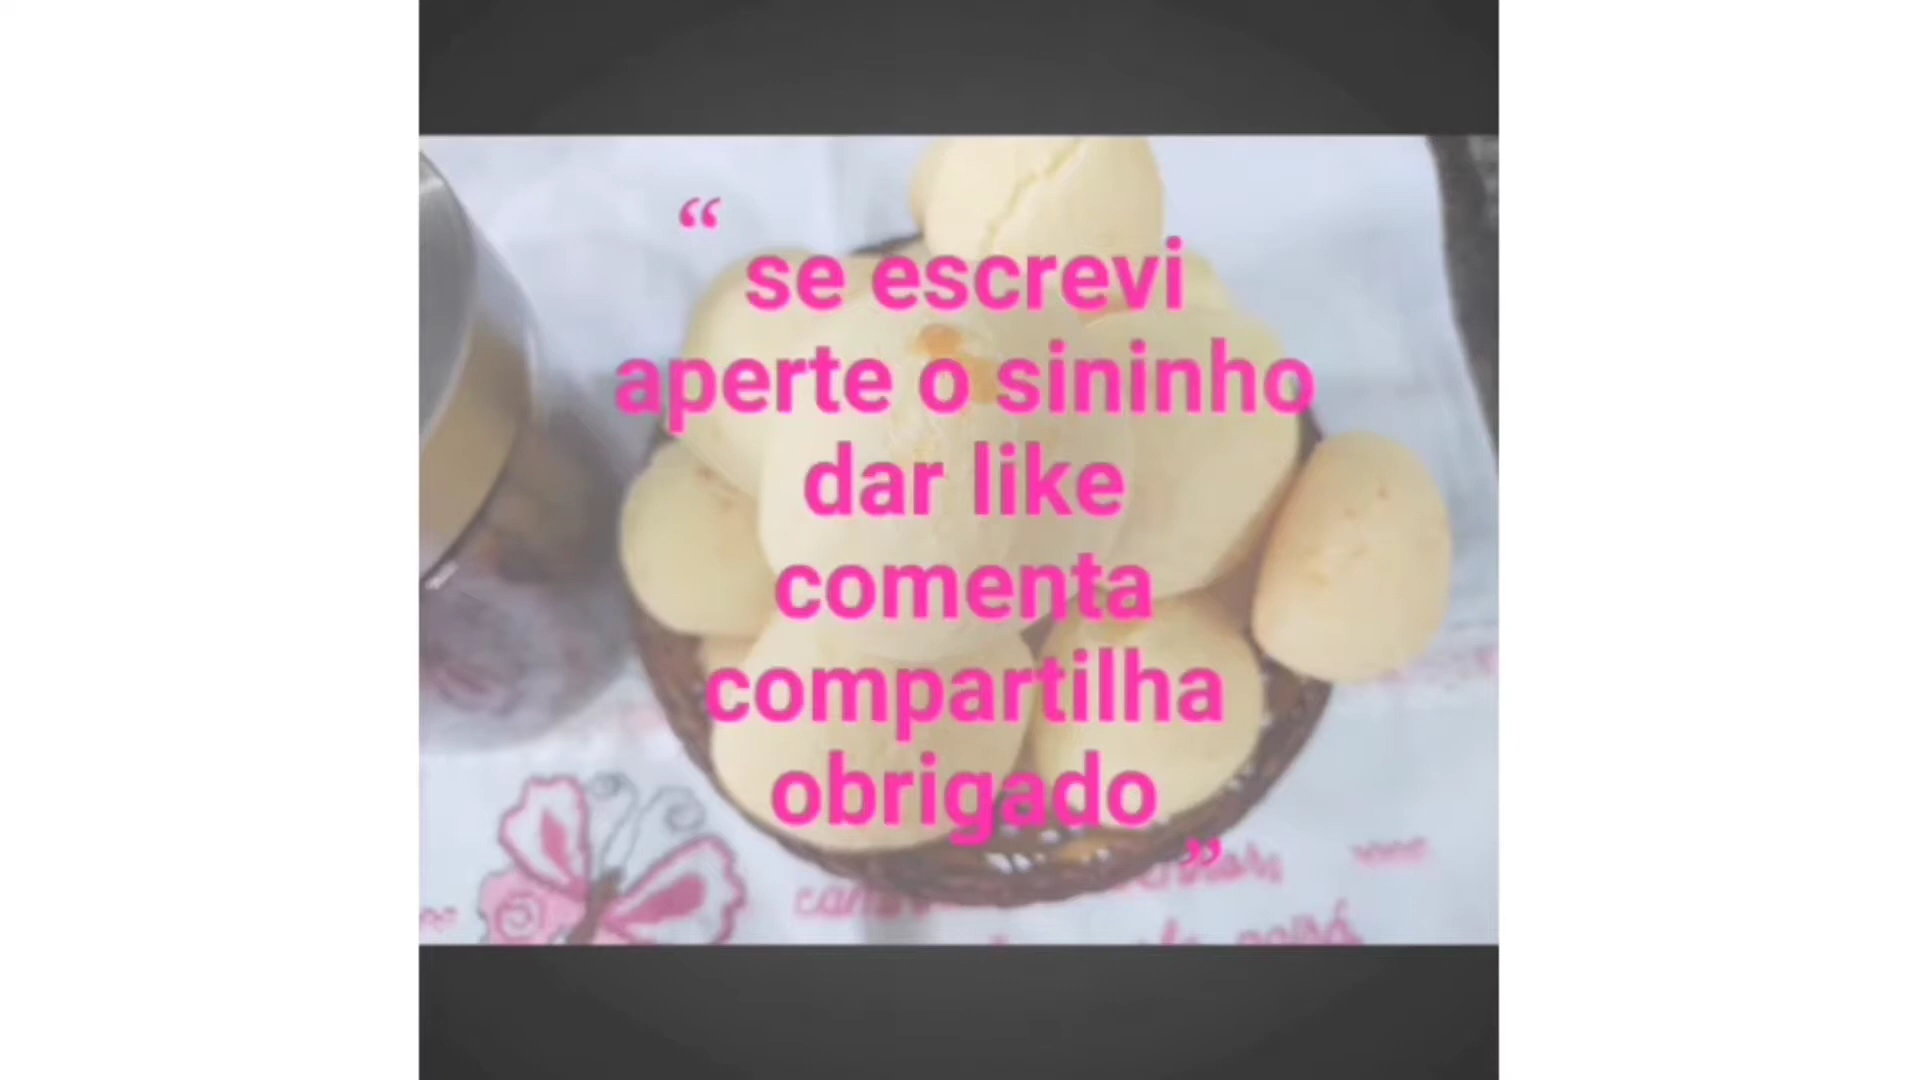 “
se escrevi
aperte o sininho
dar like
comenta
compartilha
obrigado
”